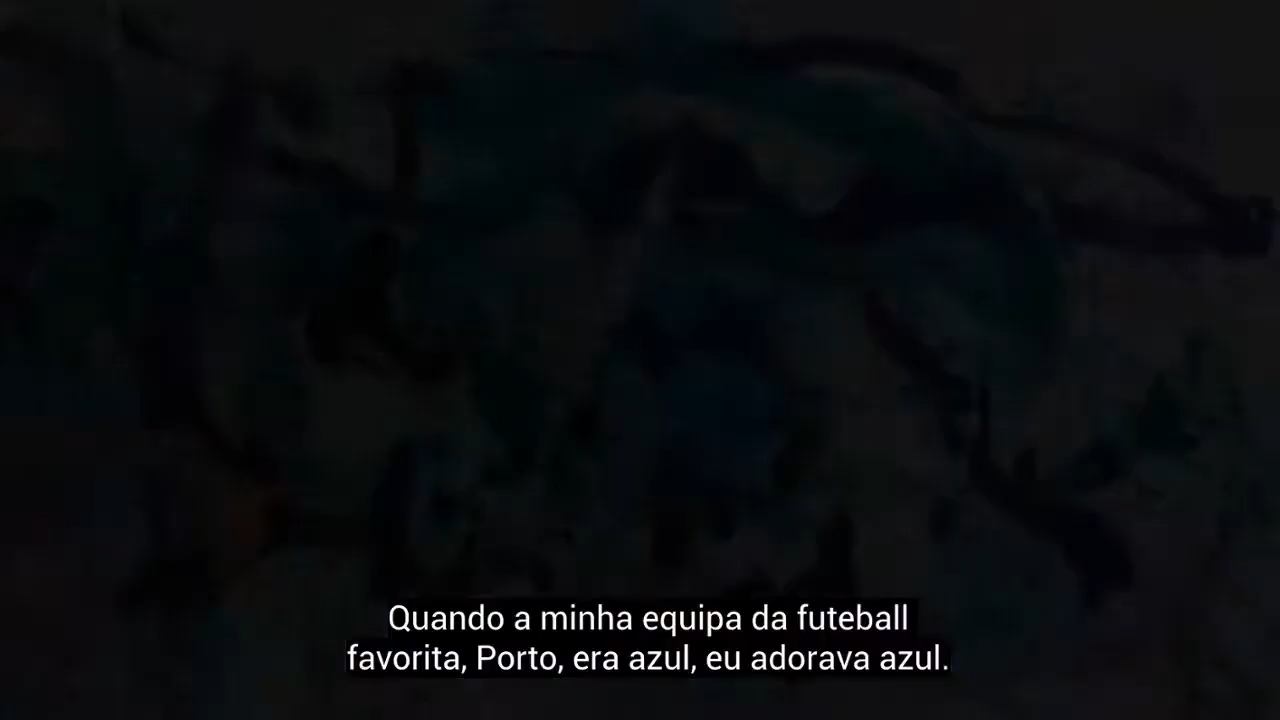 Quando a minha equipa da futeball
favorita, Porto, era azul, eu adorava azul.